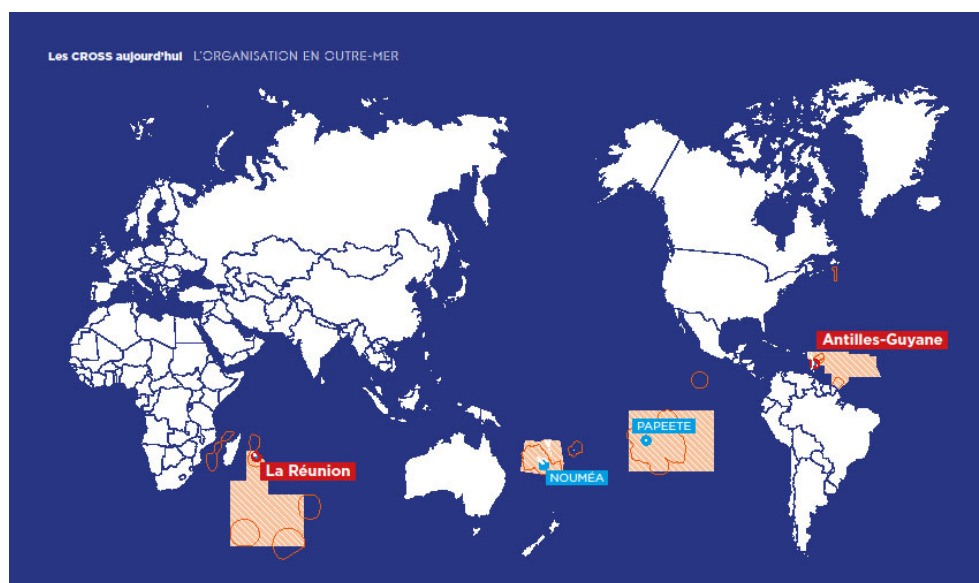 Les CROSS aujourd'hui L'ORGANISATION EN OUTRE-MER
Antilles-Guyane
PAPEETE
La Réunion
NOUMÉA